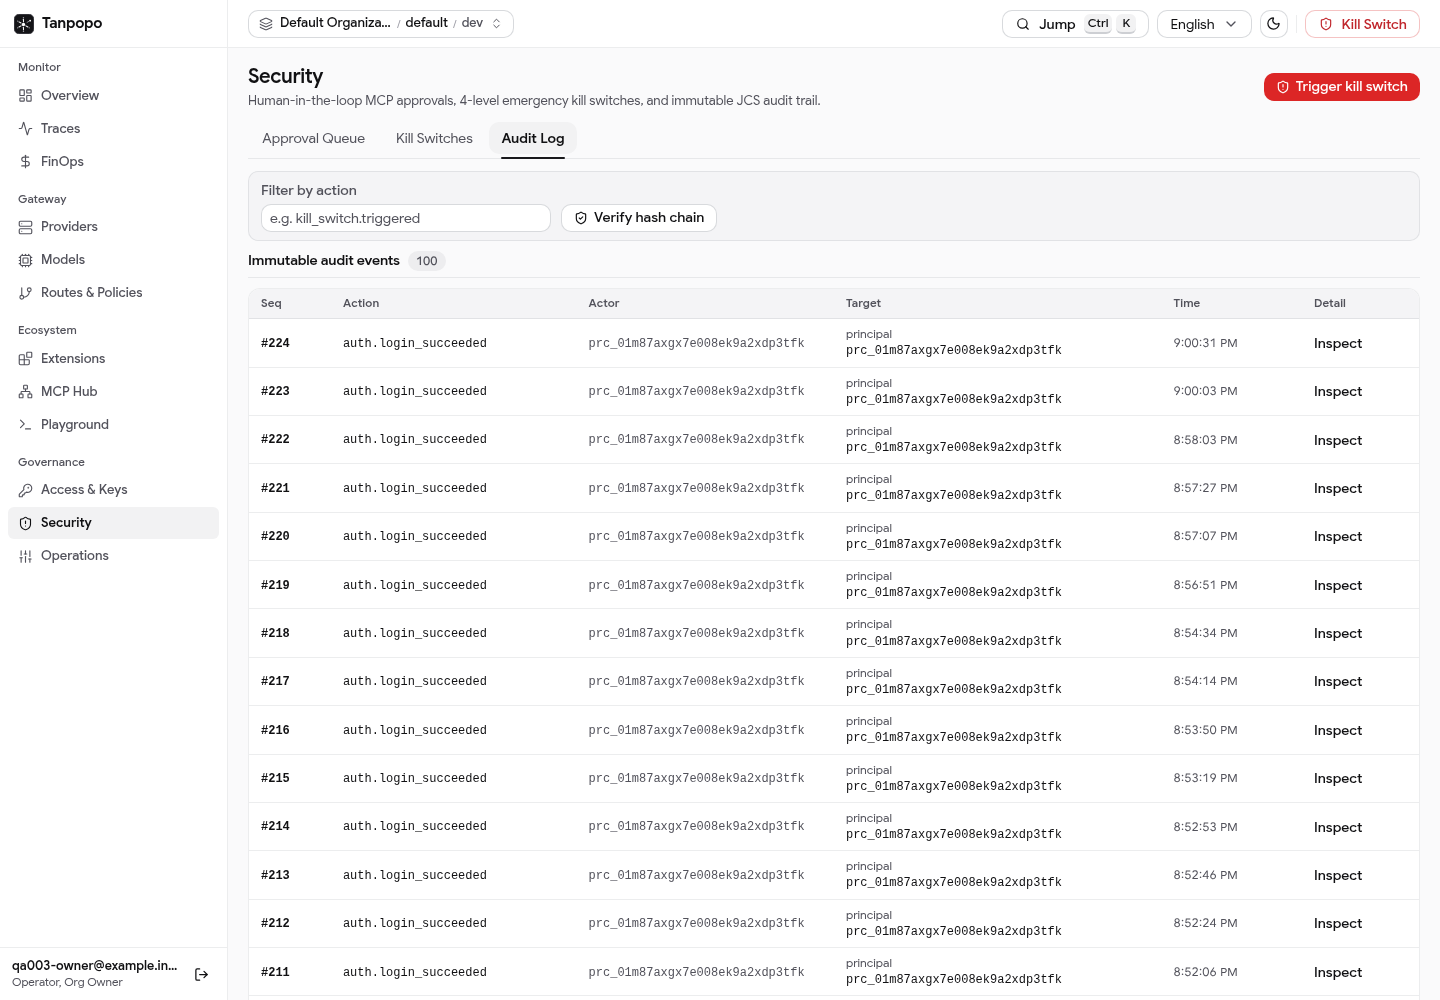 Tanpopo
Default Organiza... / default / dev
Jump Ctrl K
English
Kill Switch
Monitor
Overview
Traces
FinOps
Gateway
Providers
Models
Routes & Policies
Ecosystem
Extensions
MCP Hub
Playground
Governance
Access & Keys
Security
Operations
qa003-owner@example.in...
Operator, Org Owner
Security
Human-in-the-loop MCP approvals, 4-level emergency kill switches, and immutable JCS audit trail.
Trigger kill switch
Approval Queue Kill Switches Audit Log
Filter by action
e.g. kill_switch.triggered
Verify hash chain
Immutable audit events 100
Seq Action Actor Target Time Detail
#224 auth.login_succeeded prc_01m87axgx7e008ek9a2xdp3tfk principal prc_01m87axgx7e008ek9a2xdp3tfk 9:00:31 PM Inspect
#223 auth.login_succeeded prc_01m87axgx7e008ek9a2xdp3tfk principal prc_01m87axgx7e008ek9a2xdp3tfk 9:00:03 PM Inspect
#222 auth.login_succeeded prc_01m87axgx7e008ek9a2xdp3tfk principal prc_01m87axgx7e008ek9a2xdp3tfk 8:58:03 PM Inspect
#221 auth.login_succeeded prc_01m87axgx7e008ek9a2xdp3tfk principal prc_01m87axgx7e008ek9a2xdp3tfk 8:57:27 PM Inspect
#220 auth.login_succeeded prc_01m87axgx7e008ek9a2xdp3tfk principal prc_01m87axgx7e008ek9a2xdp3tfk 8:57:07 PM Inspect
#219 auth.login_succeeded prc_01m87axgx7e008ek9a2xdp3tfk principal prc_01m87axgx7e008ek9a2xdp3tfk 8:56:51 PM Inspect
#218 auth.login_succeeded prc_01m87axgx7e008ek9a2xdp3tfk principal prc_01m87axgx7e008ek9a2xdp3tfk 8:54:34 PM Inspect
#217 auth.login_succeeded prc_01m87axgx7e008ek9a2xdp3tfk principal prc_01m87axgx7e008ek9a2xdp3tfk 8:54:14 PM Inspect
#216 auth.login_succeeded prc_01m87axgx7e008ek9a2xdp3tfk principal prc_01m87axgx7e008ek9a2xdp3tfk 8:53:50 PM Inspect
#215 auth.login_succeeded prc_01m87axgx7e008ek9a2xdp3tfk principal prc_01m87axgx7e008ek9a2xdp3tfk 8:53:19 PM Inspect
#214 auth.login_succeeded prc_01m87axgx7e008ek9a2xdp3tfk principal prc_01m87axgx7e008ek9a2xdp3tfk 8:52:53 PM Inspect
#213 auth.login_succeeded prc_01m87axgx7e008ek9a2xdp3tfk principal prc_01m87axgx7e008ek9a2xdp3tfk 8:52:46 PM Inspect
#212 auth.login_succeeded prc_01m87axgx7e008ek9a2xdp3tfk principal prc_01m87axgx7e008ek9a2xdp3tfk 8:52:24 PM Inspect
#211 auth.login_succeeded prc_01m87axgx7e008ek9a2xdp3tfk principal prc_01m87axgx7e008ek9a2xdp3tfk 8:52:06 PM Inspect